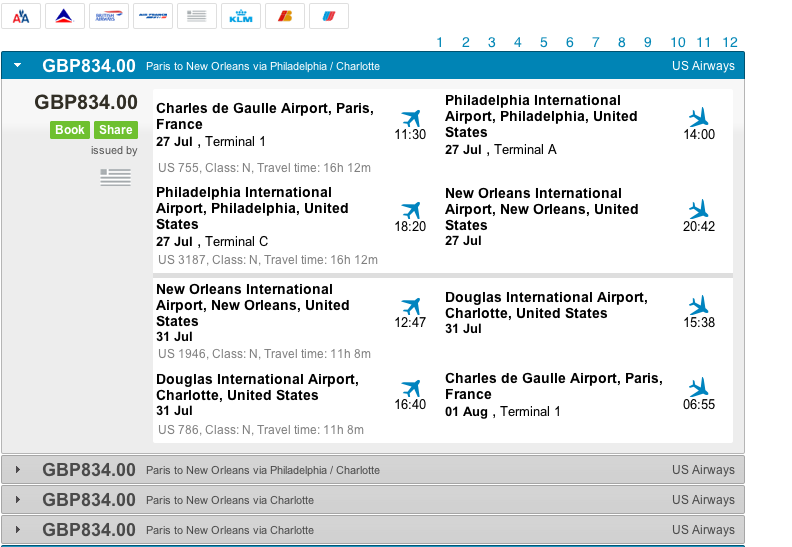 AA
BRITISH AIRWAYS
AIR FRANCE
KLM
1 2 3 4 5 6 7 8 9 10 11 12
GBP834.00 Paris to New Orleans via Philadelphia / Charlotte US Airways
GBP834.00
Book Share
issued by
Charles de Gaulle Airport, Paris,
France
27 Jul , Terminal 1
11:30
Philadelphia International
Airport, Philadelphia, United
States
27 Jul , Terminal A
14:00
US 755, Class: N, Travel time: 16h 12m
Philadelphia International
Airport, Philadelphia, United
States
27 Jul , Terminal C
18:20
New Orleans International
Airport, New Orleans, United
States
27 Jul
20:42
US 3187, Class: N, Travel time: 16h 12m
New Orleans International
Airport, New Orleans, United
States
31 Jul
12:47
Douglas International Airport,
Charlotte, United States
31 Jul
15:38
US 1946, Class: N, Travel time: 11h 8m
Douglas International Airport,
Charlotte, United States
31 Jul
16:40
Charles de Gaulle Airport, Paris,
France
01 Aug , Terminal 1
06:55
US 786, Class: N, Travel time: 11h 8m
GBP834.00 Paris to New Orleans via Philadelphia / Charlotte US Airways
GBP834.00 Paris to New Orleans via Charlotte US Airways
GBP834.00 Paris to New Orleans via Charlotte US Airways